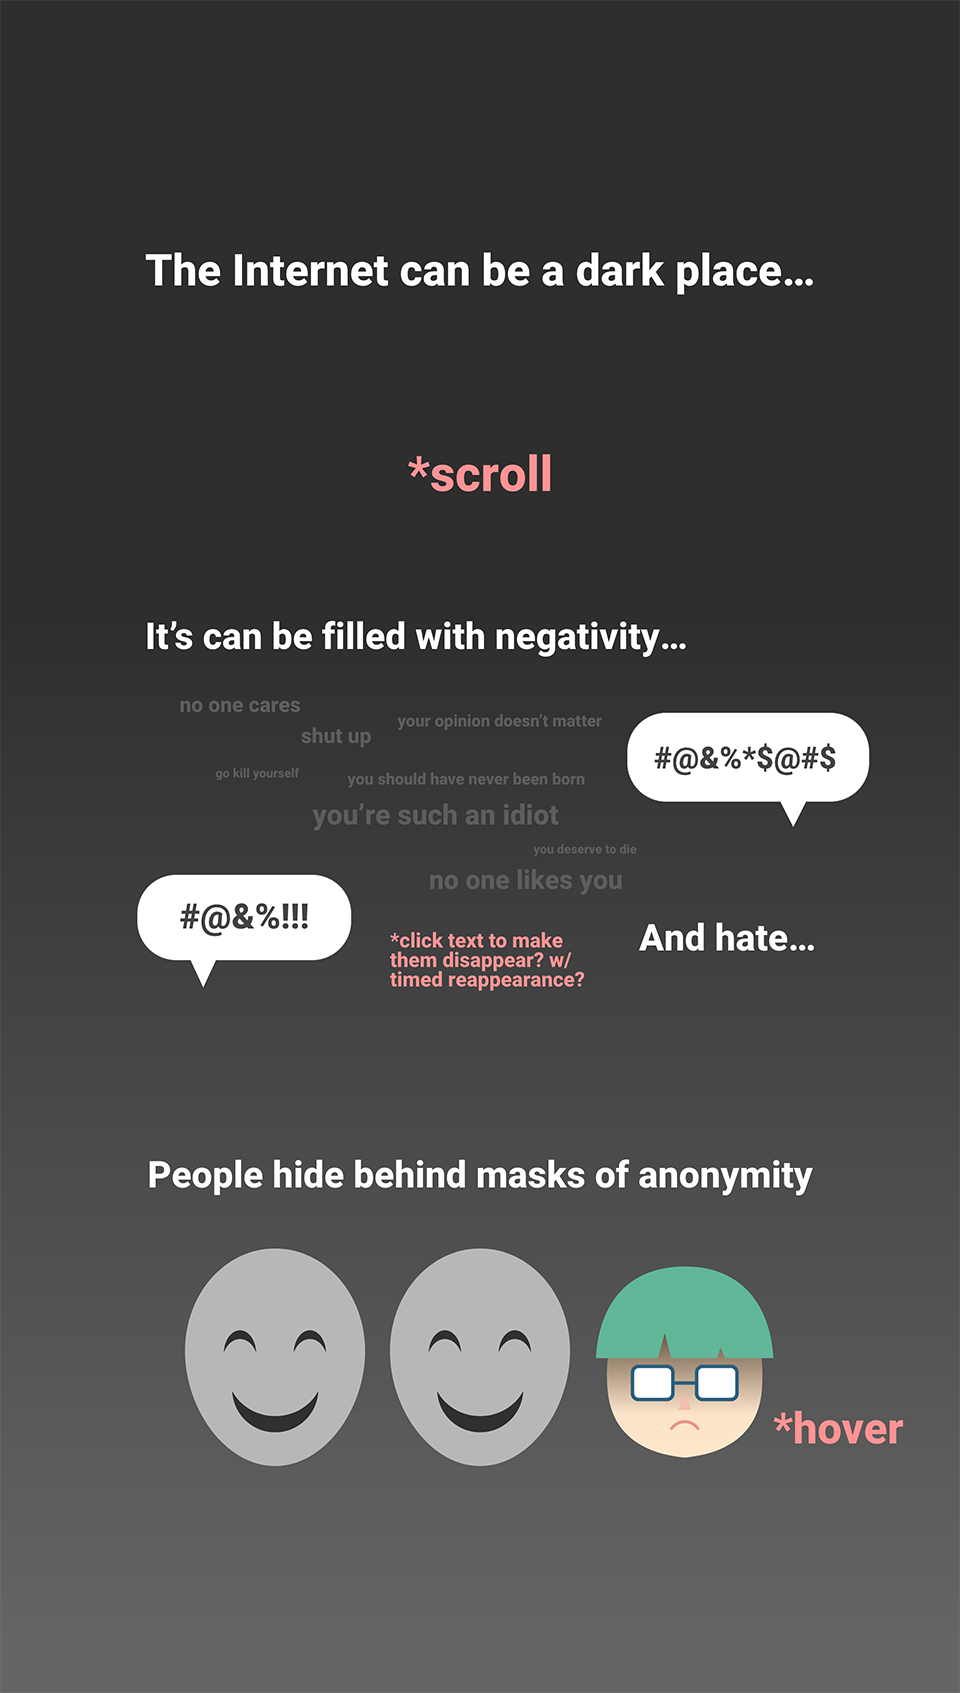 The Internet can be a dark place…
*scroll
It’s can be filled with negativity…
no one cares
your opinion doesn’t matter
shut up
#@&%*$@#$
go kill yourself
you should have never been born
you’re such an idiot
you deserve to die
no one likes you
#@&%!!!
And hate…
*click text to make
them disappear? w/
timed reappearance?
People hide behind masks of anonymity
*hover